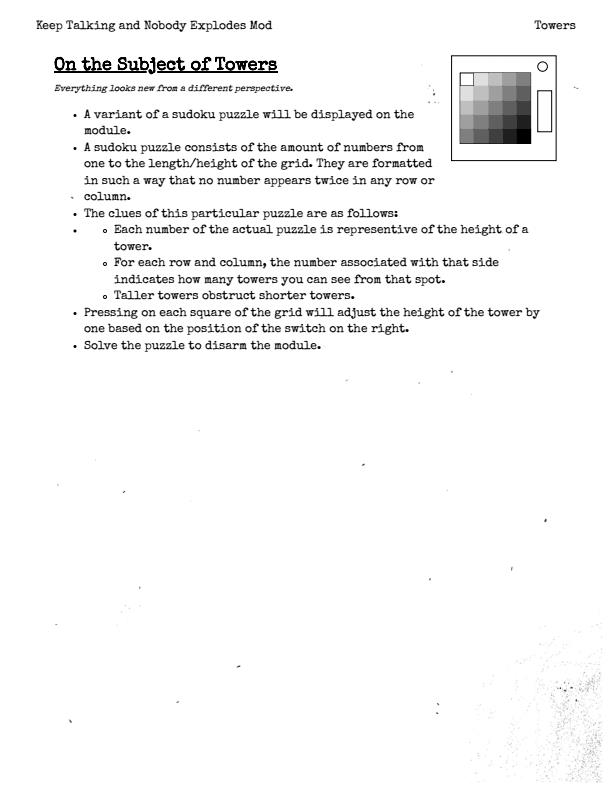 Keep Talking and Nobody Explodes Mod
Towers
On the Subject of Towers
Everything looks new from a different perspective.
• A variant of a sudoku puzzle will be displayed on the
module.
• A sudoku puzzle consists of the amount of numbers from
one to the length/height of the grid. They are formatted
in such a way that no number appears twice in any row or
column.
• The clues of this particular puzzle are as follows:
• ◦ Each number of the actual puzzle is representive of the height of a
tower.
◦ For each row and column, the number associated with that side
indicates how many towers you can see from that spot.
◦ Taller towers obstruct shorter towers.
• Pressing on each square of the grid will adjust the height of the tower by
one based on the position of the switch on the right.
• Solve the puzzle to disarm the module.